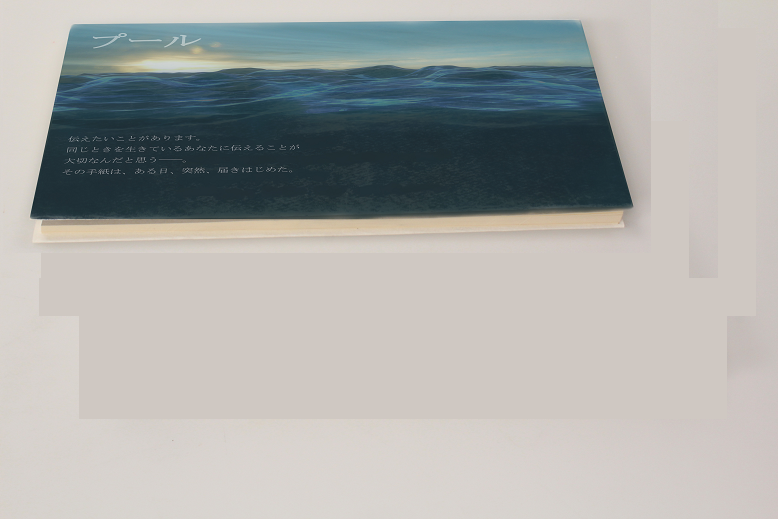 プール
伝えたいことがあります。
同じときを生きているあなたに伝えることが
大切なんだと思う――。
その手紙は、ある日、突然、届きはじめた。